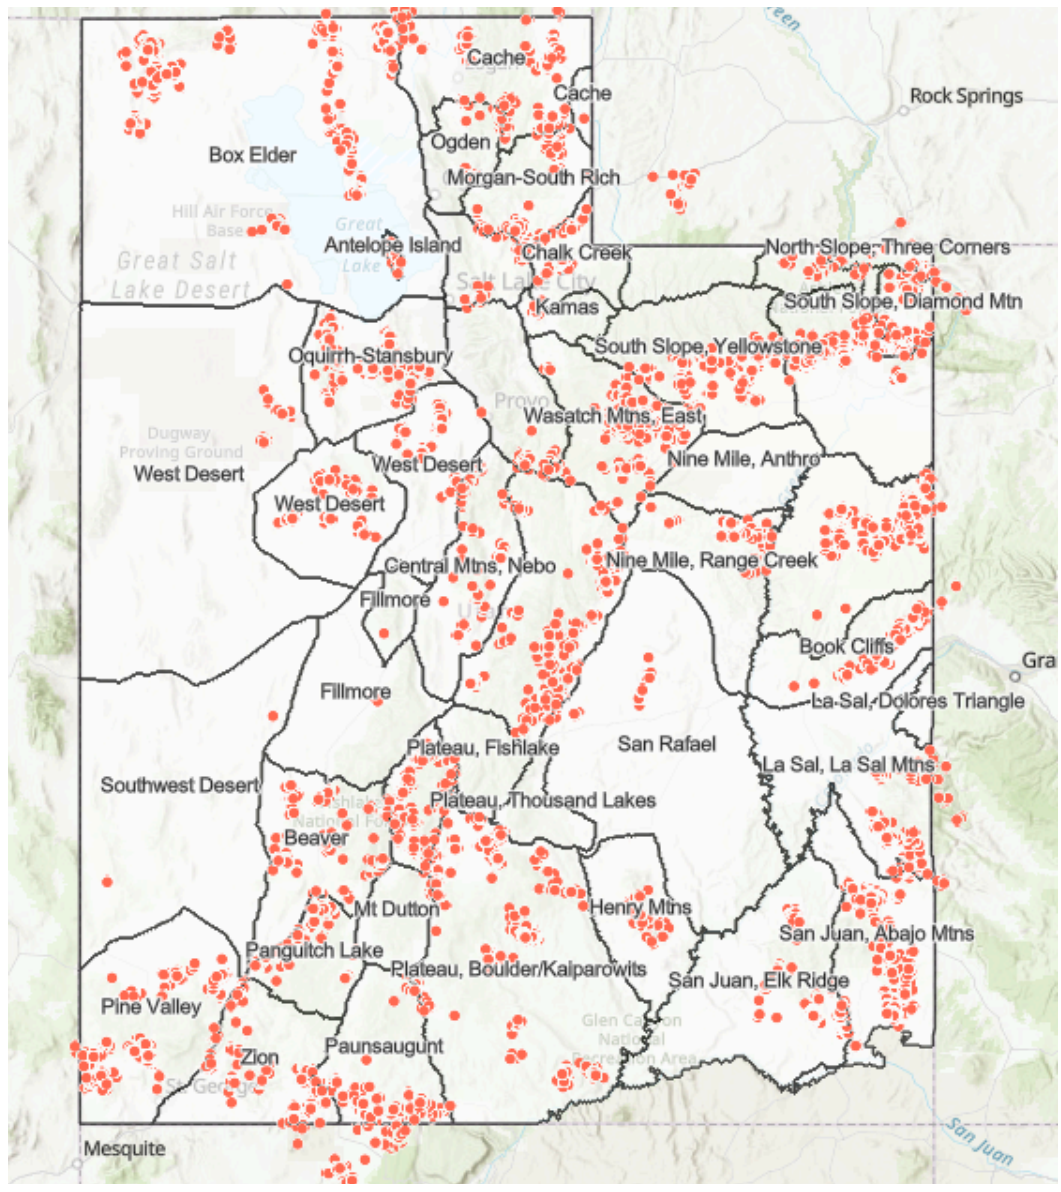 Green
Cache
Logan
Rock Springs
Cache
Ogden
Box Elder
Morgan-South Rich
Hill Air Force
Base
Great
Lake
Antelope Island
North Slope, Three Corners
Chalk Creek
Great Salt
Lake Desert
Salt Lake City
South Slope, Diamond Mtn
Kamas
South Slope, Yellowstone
Oquirrh-Stansbury
Provo
Wasatch Mtns, East
Dugway
Proving Ground
West Desert
West Desert
Nine Mile, Anthro
West Desert
Central Mtns, Nebo
Nine Mile, Range Creek
Fillmore
Book Cliffs
Gra
Fillmore
La Sal, Dolores Triangle
Plateau, Fishlake
San Rafael
La Sal, La Sal Mtns
Southwest Desert
Plateau, Thousand Lakes
Fishlake
National Fo
Beaver
Mt Dutton
Henry Mtns
San Juan, Abajo Mtns
Panguitch Lake
Plateau, Boulder/Kaiparowits
San Juan, Elk Ridge
Pine Valley
Glen Canyon
National
Recreation Area
Paunsaugunt
Zion
St. George
San Juan
Mesquite